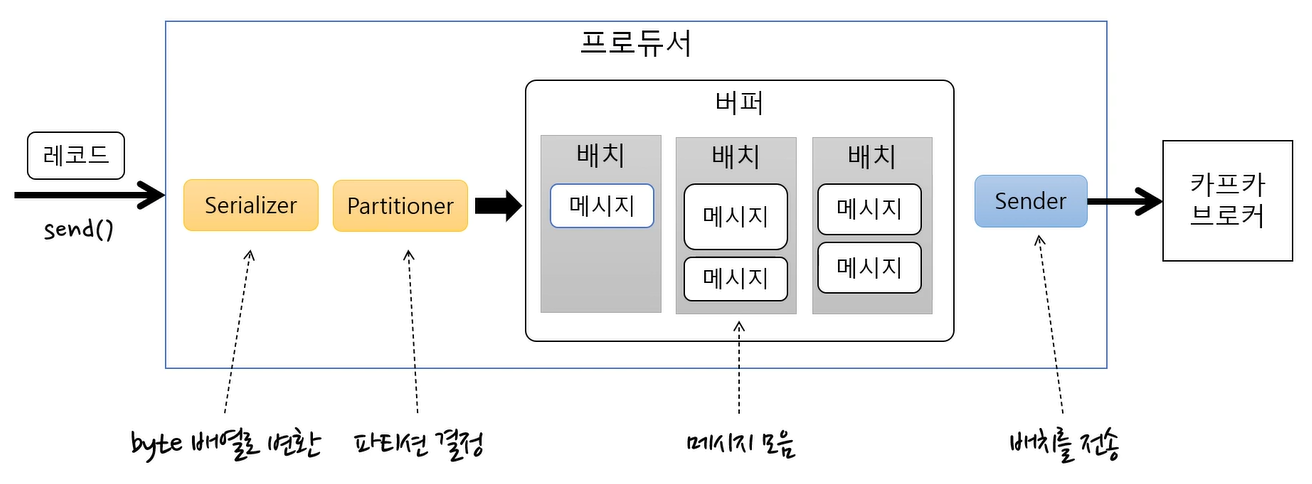 프로듀서
버퍼
레코드
send()
Serializer
Partitioner
배치
메시지
배치
메시지
메시지
배치
메시지
메시지
Sender
카프카
브로커
byte 배열로 변환
파티션 결정
메시지 모음
배치를 전송